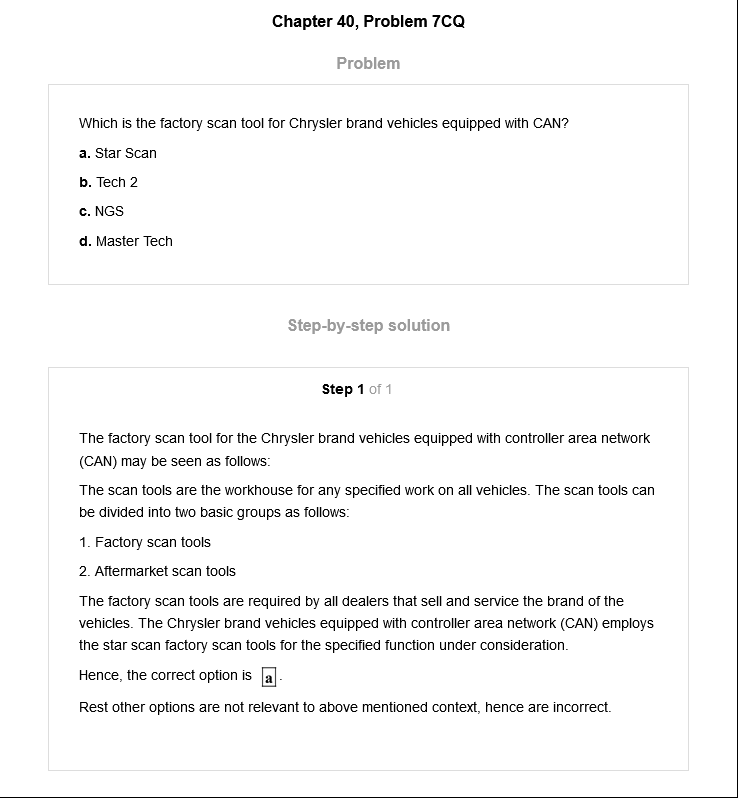 Chapter 40, Problem 7CQ
Problem
Which is the factory scan tool for Chrysler brand vehicles equipped with CAN?
a. Star Scan
b. Tech 2
c. NGS
d. Master Tech
Step-by-step solution
Step 1 of 1
The factory scan tool for the Chrysler brand vehicles equipped with controller area network
(CAN) may be seen as follows:
The scan tools are the workhouse for any specified work on all vehicles. The scan tools can
be divided into two basic groups as follows:
1. Factory scan tools
2. Aftermarket scan tools
The factory scan tools are required by all dealers that sell and service the brand of the
vehicles. The Chrysler brand vehicles equipped with controller area network (CAN) employs
the star scan factory scan tools for the specified function under consideration.
Hence, the correct option is a.
Rest other options are not relevant to above mentioned context, hence are incorrect.